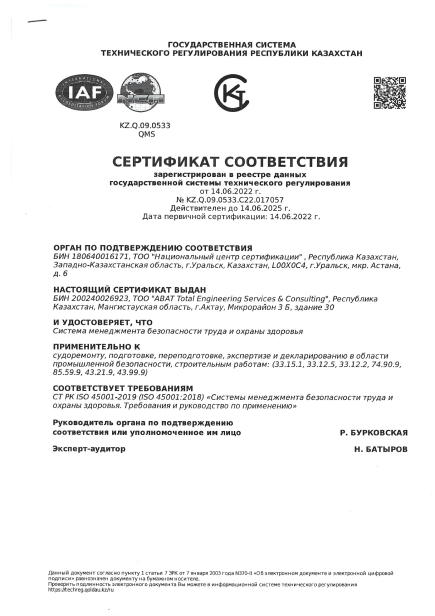 ГОСУДАРСТВЕННАЯ СИСТЕМА
ТЕХНИЧЕСКОГО РЕГУЛИРОВАНИЯ РЕСПУБЛИКИ КАЗАХСТАН
IAF
KZ.Q.09.0533
QMS
СЕРТИФИКАТ СООТВЕТСТВИЯ
зарегистрирован в реестре данных
государственной системы технического регулирования
от 14.06.2022 г.
№ KZ.Q.09.0533.C22.017057
Действителен до 14.06.2025 г.
Дата первичной сертификации: 14.06.2022 г.
ОРГАН ПО ПОДТВЕРЖДЕНИЮ СООТВЕТСТВИЯ
БИН 180640016171, ТОО "Национальный центр сертификации" , Республика Казахстан,
Западно-Казахстанская область, г.Уральск, Казахстан, L00X0C4, г.Уральск, мкр. Астана,
д. 6
НАСТОЯЩИЙ СЕРТИФИКАТ ВЫДАН
БИН 200240026923, ТОО "ABAT Total Engineering Services & Consulting", Республика
Казахстан, Мангистауская область, г.Актау, Микрорайон 3 Б, здание 30
И УДОСТОВЕРЯЕТ, ЧТО
Система менеджмента безопасности труда и охраны здоровья
ПРИМЕНИТЕЛЬНО К
судоремонту, подготовке, переподготовке, экспертизе и декларированию в области
промышленной безопасности, строительным работам: (33.15.1, 33.12.5, 33.12.2, 74.90.9,
85.59.9, 43.21.9, 43.99.9)
СООТВЕТСТВУЕТ ТРЕБОВАНИЯМ
СТ РК ISO 45001-2019 (ISO 45001:2018) «Системы менеджмента безопасности труда и
охраны здоровья. Требования и руководство по применению»
Руководитель органа по подтверждению
соответствия или уполномоченное им лицо Р. БУРКОВСКАЯ
Эксперт-аудитор Н. БАТЫРОВ
Данный документ согласно пункту 1 статьи 7 ЗРК от 7 января 2003 года N370-II «Об электронном документе и электронной цифровой
подписи» равнозначен документу на бумажном носителе.
Проверить подлинность электронного документа Вы можете в информационной системе технического регулирования
https://techreg.qoldau.kz/ru